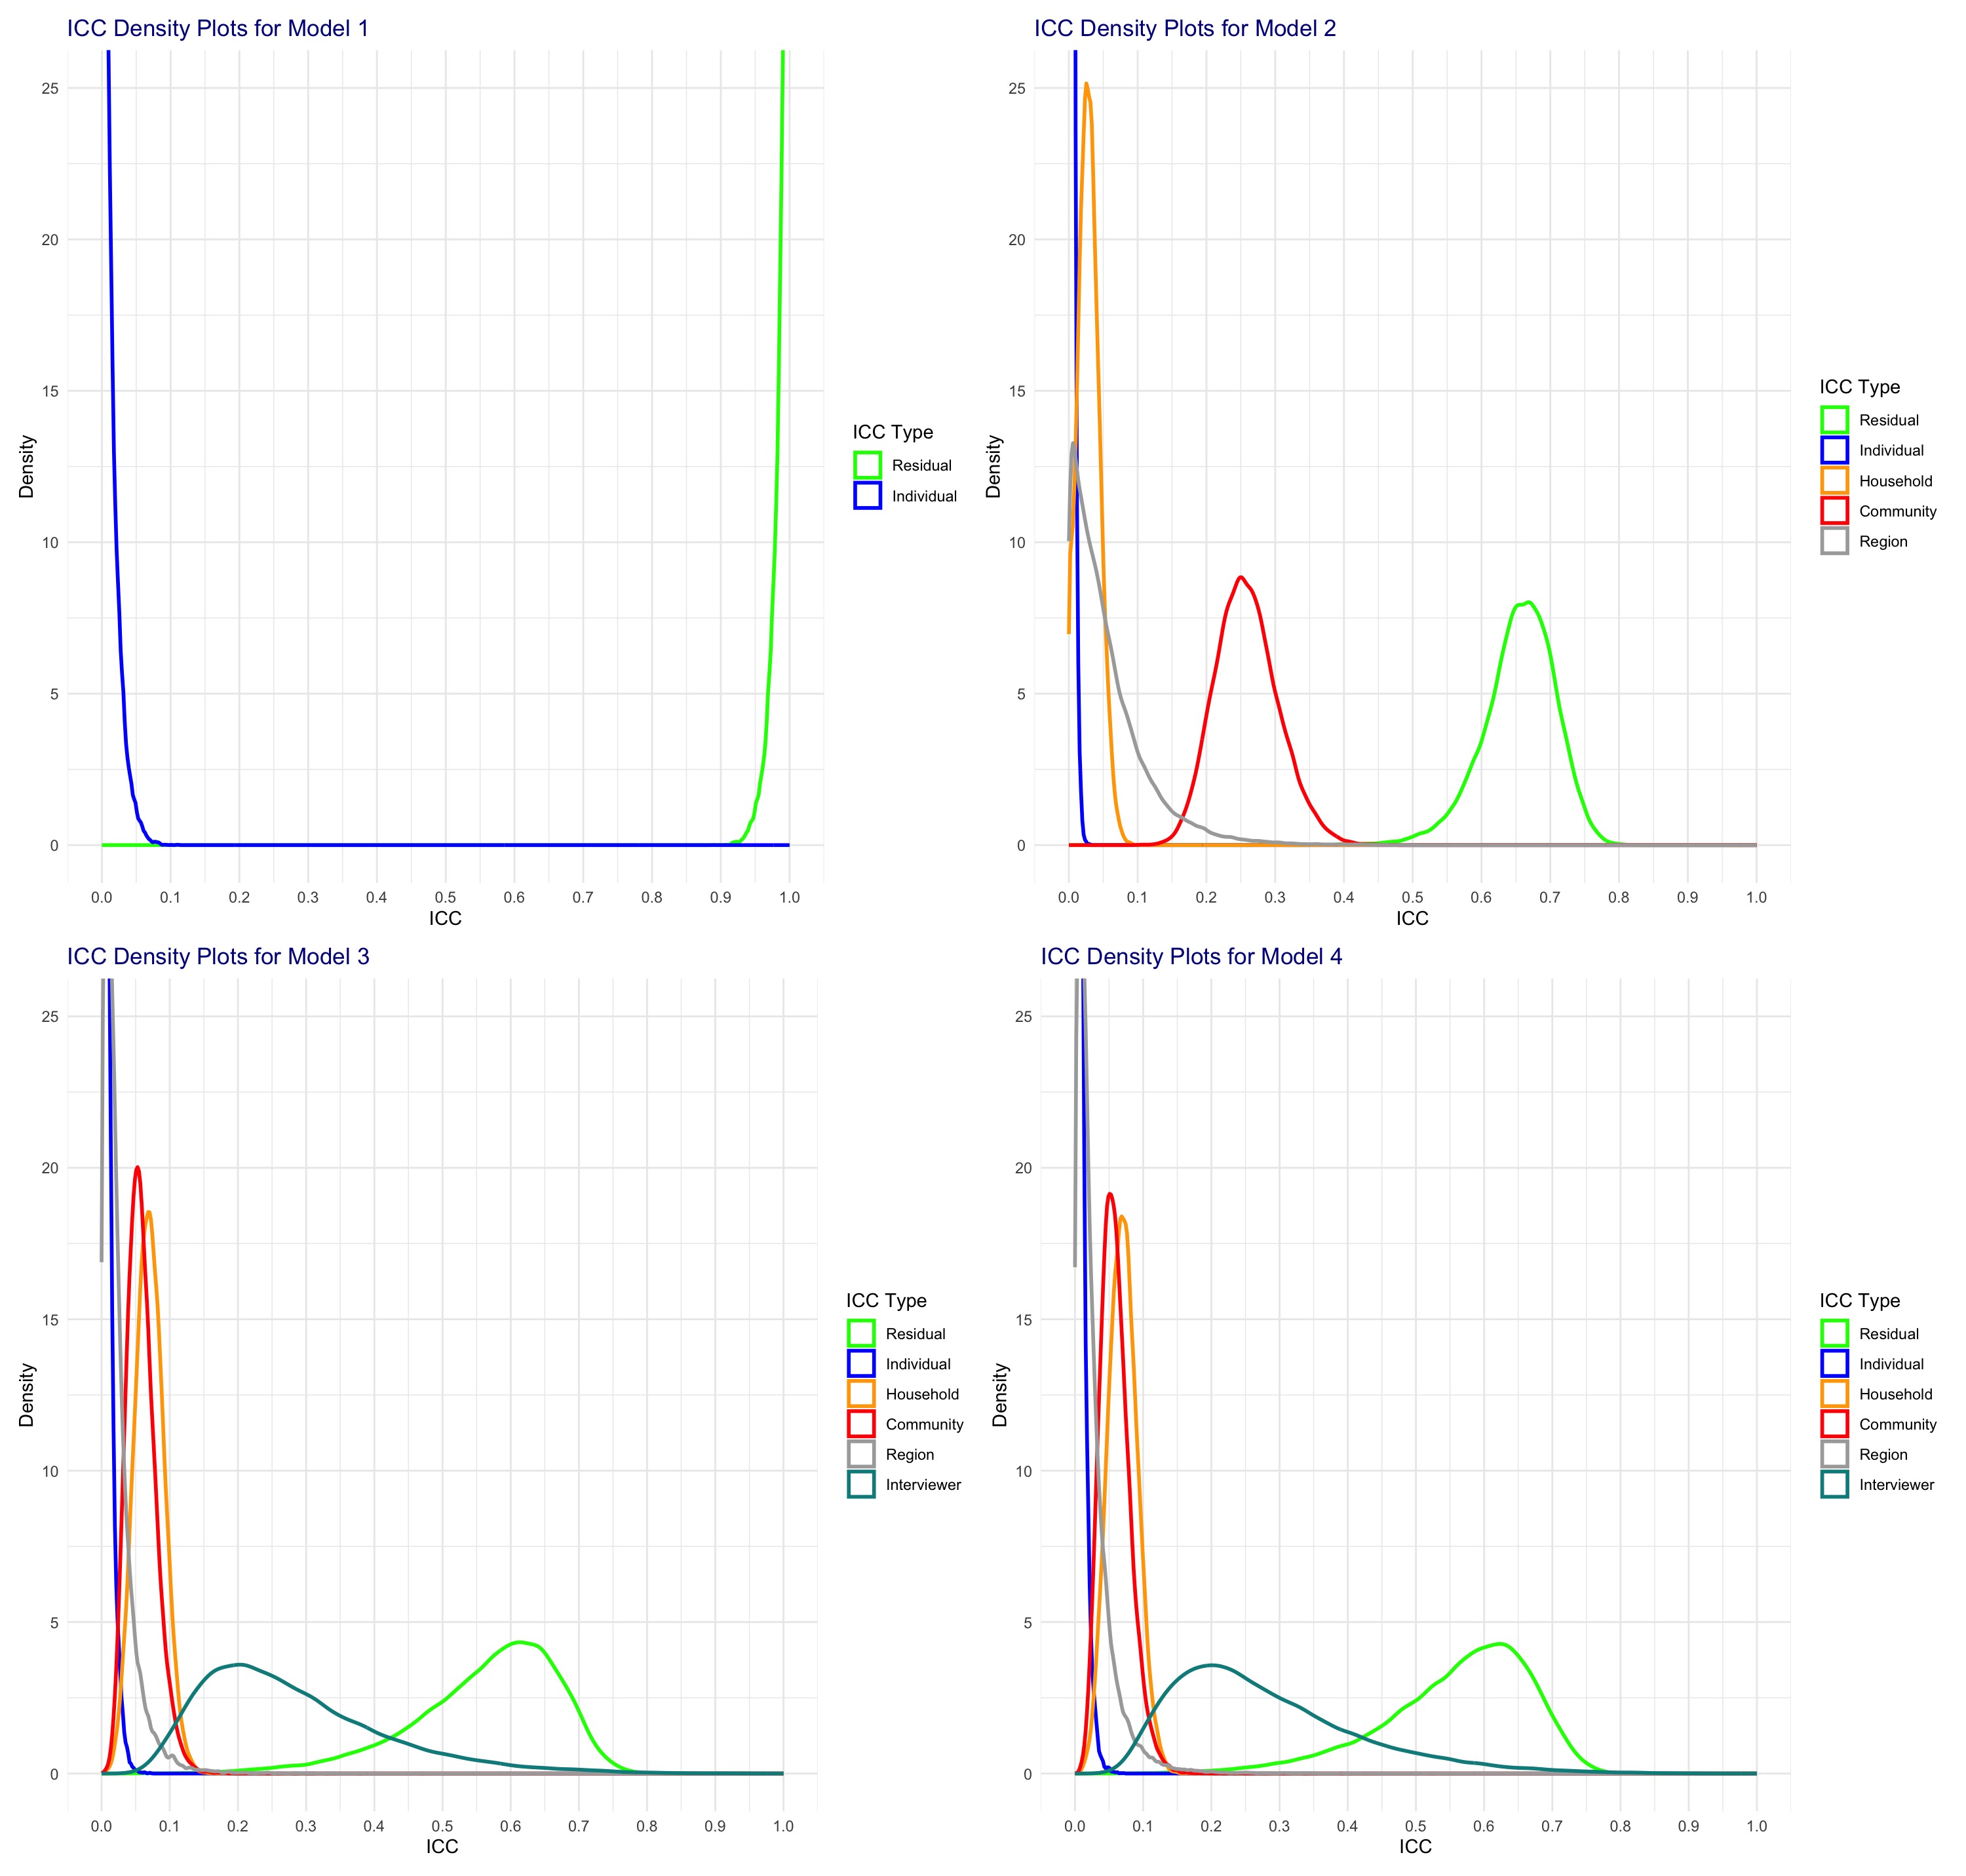 ICC Density Plots for Model 1
25
20
15
10
5
0
Density
0.0 0.1 0.2 0.3 0.4 0.5 0.6 0.7 0.8 0.9 1.0
ICC
ICC Type
Residual
Individual
ICC Density Plots for Model 2
25
20
15
10
5
0
Density
0.0 0.1 0.2 0.3 0.4 0.5 0.6 0.7 0.8 0.9 1.0
ICC
ICC Type
Residual
Individual
Household
Community
Region
ICC Density Plots for Model 3
25
20
15
10
5
0
Density
0.0 0.1 0.2 0.3 0.4 0.5 0.6 0.7 0.8 0.9 1.0
ICC
ICC Type
Residual
Individual
Household
Community
Region
Interviewer
ICC Density Plots for Model 4
25
20
15
10
5
0
Density
0.0 0.1 0.2 0.3 0.4 0.5 0.6 0.7 0.8 0.9 1.0
ICC
ICC Type
Residual
Individual
Household
Community
Region
Interviewer